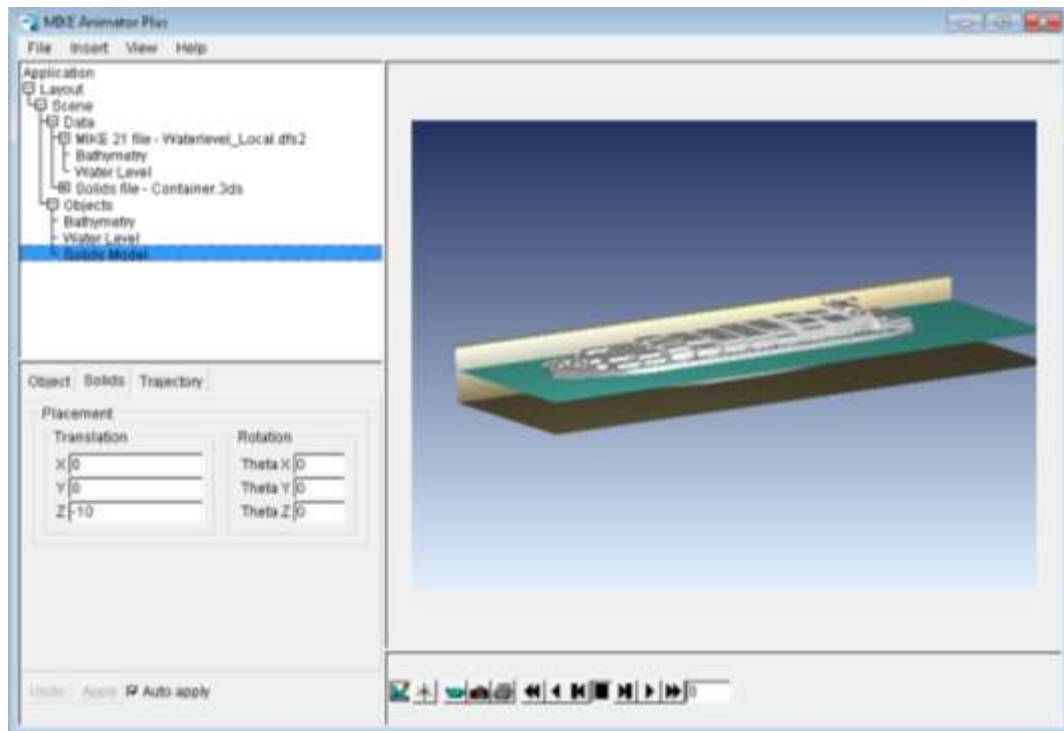 MIKE Animator Plus
File Insert View Help
Application
Layout
Scene
Data
MIKE 21 file - Waterlevel_Local.dfs2
Bathymetry
Water Level
Solids file - Container.3ds
Objects
Bathymetry
Water Level
Solids Model
Object Solids Trajectory
Placement
Translation Rotation
X 0 Theta X 0
Y 0 Theta Y 0
Z -10 Theta Z 0
Undo Apply Auto apply
0